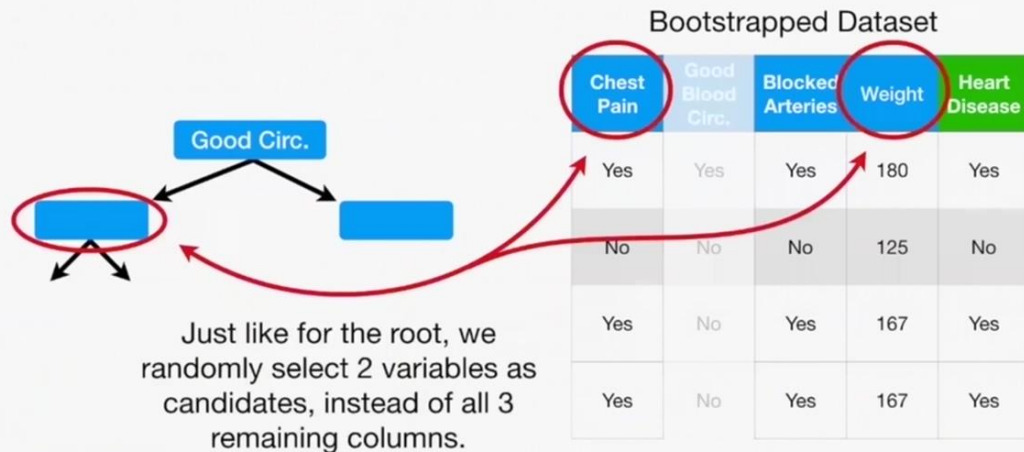 Bootstrapped Dataset
Good Circ.
Just like for the root, we
randomly select 2 variables as
candidates, instead of all 3
remaining columns.
Chest Pain Good Blood Circ. Blocked Arteries Weight Heart Disease
Yes Yes Yes 180 Yes
No No No 125 No
Yes No Yes 167 Yes
Yes No Yes 167 Yes